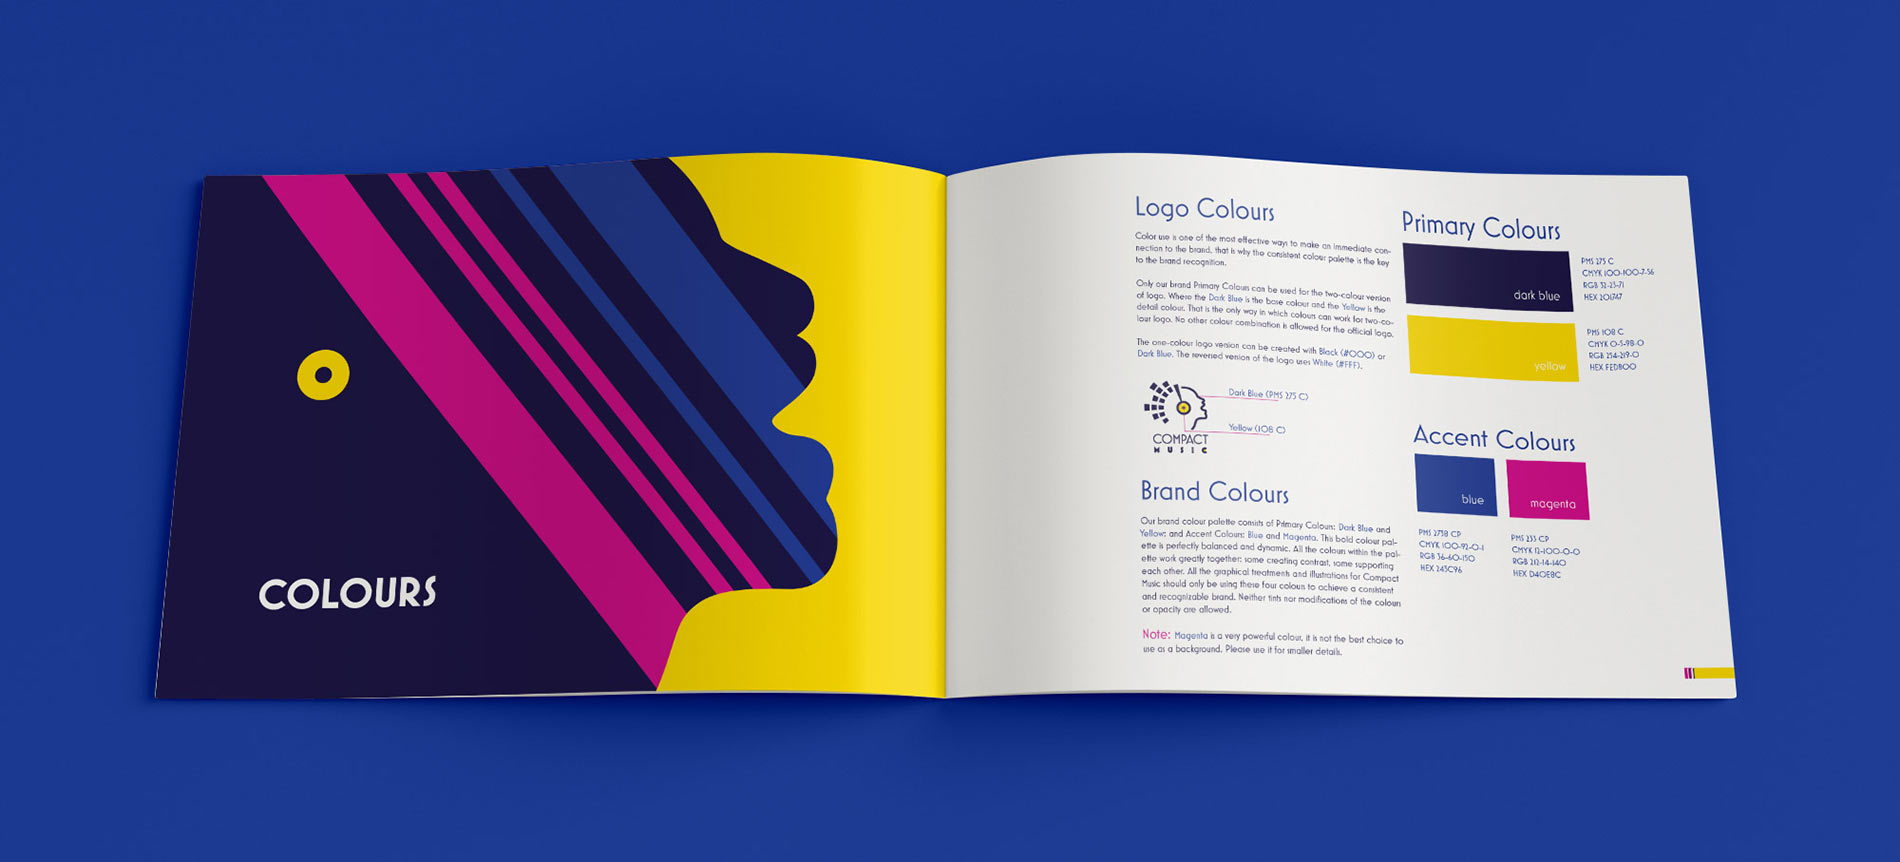 COLOURS
Logo Colours
Color use is one of the most effective ways to make an immediate con-
nection to the brand, that is why the consistent colour palette is the key
to the brand recognition.
Only our brand Primary Colours can be used for the two-colour version
of logo. Where the Dark Blue is the base colour and the Yellow is the
detail colour. That is the only way in which colours can work for two-co-
lour logo. No other colour combination is allowed for the official logo.
The one-colour logo version can be created with Black (#000) or
Dark Blue. The reversed version of the logo uses White (#FFF).
Dark Blue (PMS 275 C)
Yellow (108 C)
COMPACT
MUSIC
Brand Colours
Our brand colour palette consists of Primary Colours: Dark Blue and
Yellow; and Accent Colours: Blue and Magenta. This bold colour pal-
ette is perfectly balanced and dynamic. All the colours within the pal-
ette work greatly together: some creating contrast, some supporting
each other. All the graphical treatments and illustrations for Compact
Music should only be using these four colours to achieve a consistent
and recognizable brand. Neither tints nor modifications of the colours
or opacity are allowed.
Note: Magenta is a very powerful colour, it is not the best choice to
use as a background. Please use it for smaller details.
Primary Colours
dark blue
PMS 275 C
CMYK 100-100-7-56
RGB 32-23-71
HEX 201747
yellow
PMS 108 C
CMYK 0-5-98-0
RGB 254-219-0
HEX FEDB00
Accent Colours
blue
PMS 2738 CP
CMYK 100-92-0-1
RGB 36-60-150
HEX 243C96
magenta
PMS 233 CP
CMYK 12-100-0-0
RGB 212-14-140
HEX D40E8C